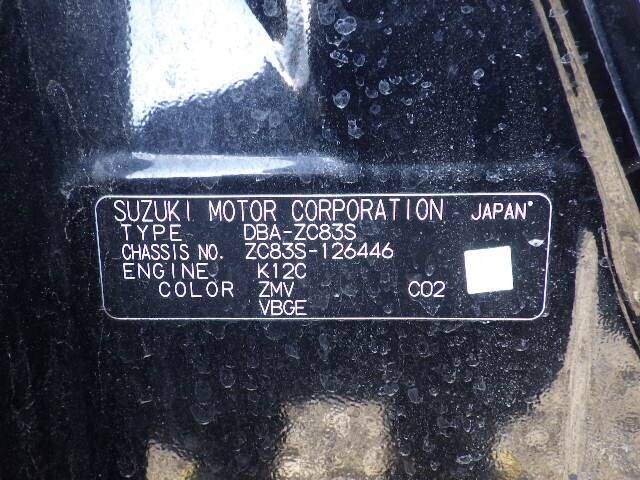 SUZUKI MOTOR CORPORATION JAPAN
TYPE DBA-ZC83S
CHASSIS NO. ZC83S-126446
ENGINE K12C
COLOR ZMV C02
VBGE